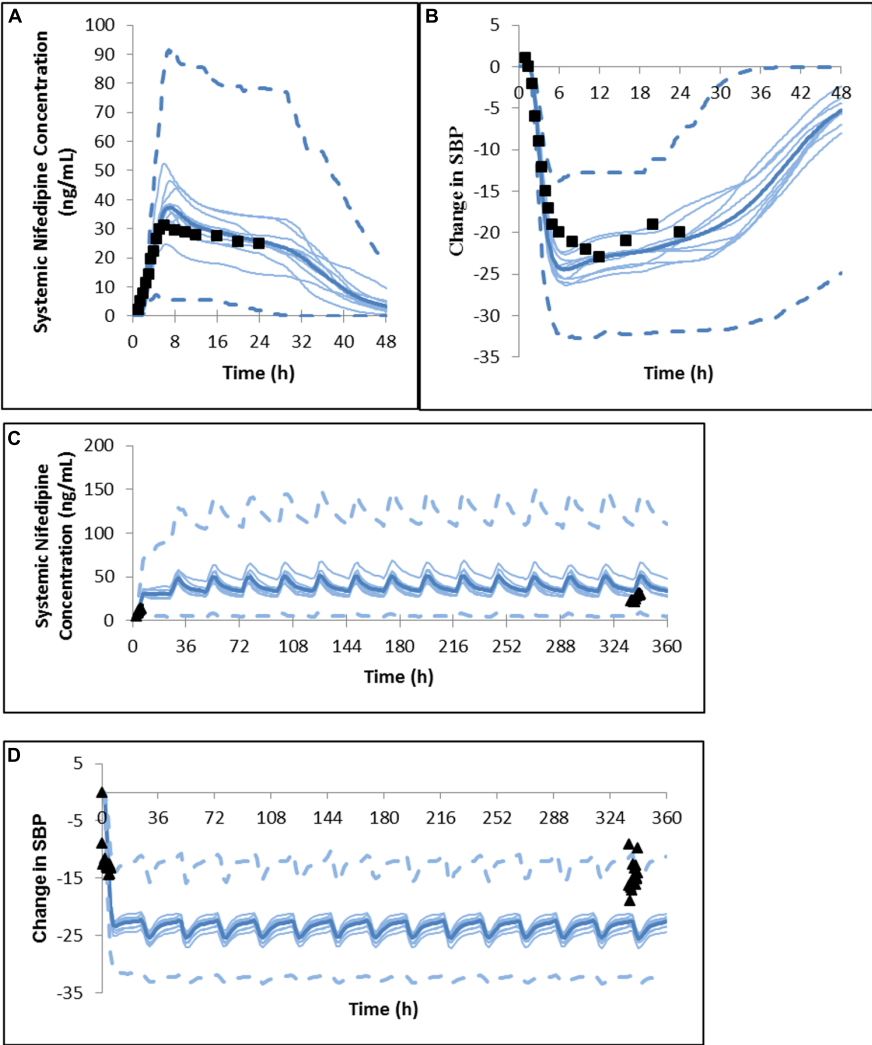 A
Systemic Nifedipine Concentration
(ng/mL)
100
90
80
70
60
50
40
30
20
10
0
0 8 16 24 32 40 48
Time (h)
B
Change in SBP
5
0
-5
-10
-15
-20
-25
-30
-35
0 6 12 18 24 30 36 42 48
Time (h)
C
Systemic Nifedipine
Concentration (ng/mL)
200
150
100
50
0
0 36 72 108 144 180 216 252 288 324 360
Time (h)
D
Change in SBP
5
-5
-15
-25
-35
0 36 72 108 144 180 216 252 288 324 360
Time (h)